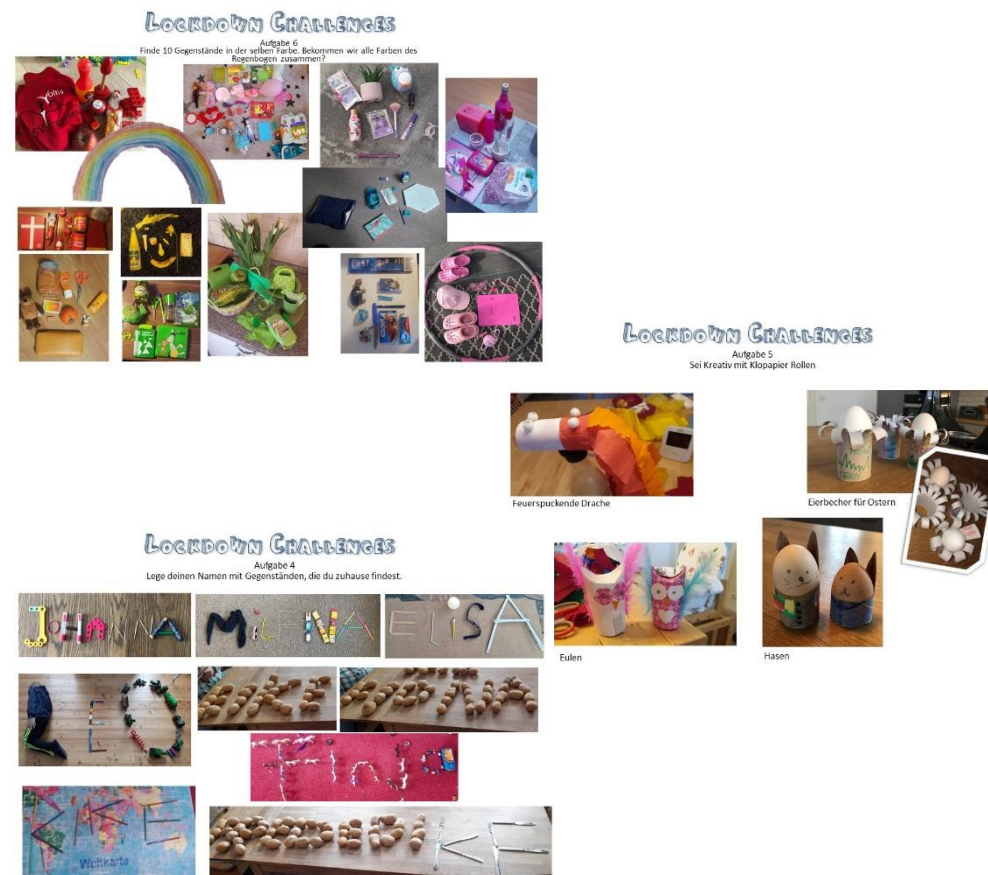 LOCKDOWN CHALLENGES
Aufgabe 6
Finde 10 Gegenstände in der selben Farbe. Bekommen wir alle Farben des
Regenbogen zusammen?
LOCKDOWN CHALLENGES
Aufgabe 5
Sei Kreativ mit Klopapier Rollen
Feuerspuckende Drache
Eierbecher für Ostern
Eulen
Hasen
LOCKDOWN CHALLENGES
Aufgabe 4
Lege deinen Namen mit Gegenständen, die du zuhause findest.
JOHANNA
MiLiNA
ELiSA
LEO
RIKE
Weltkarte